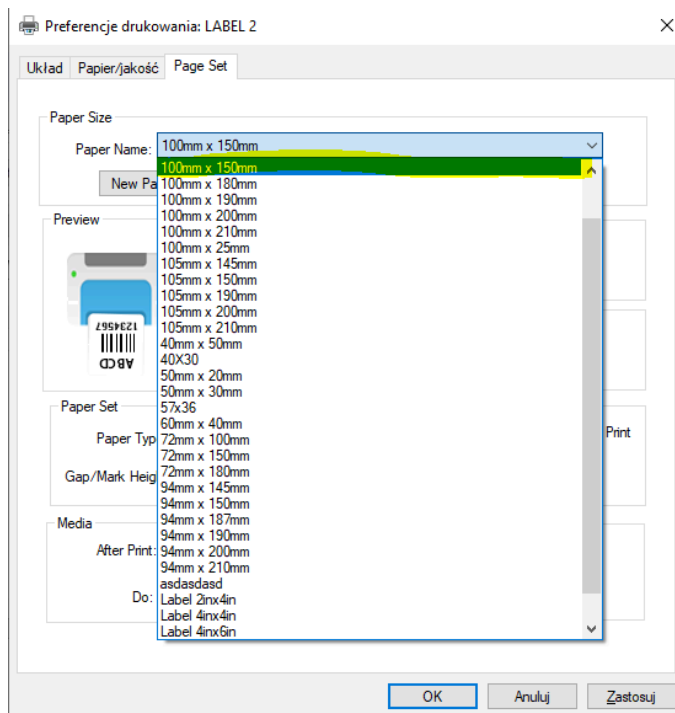 Preferencje drukowania: LABEL 2
Układ Papier/jakość Page Set
Paper Size
Paper Name: 100mm x 150mm
New Pa
100mm x 150mm
100mm x 180mm
100mm x 190mm
100mm x 200mm
100mm x 210mm
100mm x 25mm
105mm x 145mm
105mm x 150mm
105mm x 190mm
105mm x 200mm
105mm x 210mm
40mm x 50mm
40X30
50mm x 20mm
50mm x 30mm
57x36
60mm x 40mm
72mm x 100mm
72mm x 150mm
72mm x 180mm
94mm x 145mm
94mm x 150mm
94mm x 187mm
94mm x 190mm
94mm x 200mm
94mm x 210mm
asdasdasd
Label 2inx4in
Label 4inx4in
Label 4inx6in
Preview
1234567
ABCD
Paper Set
Paper Typ
Print
Gap/Mark Heig
Media
After Print:
Do:
OK Anuluj Zastosuj